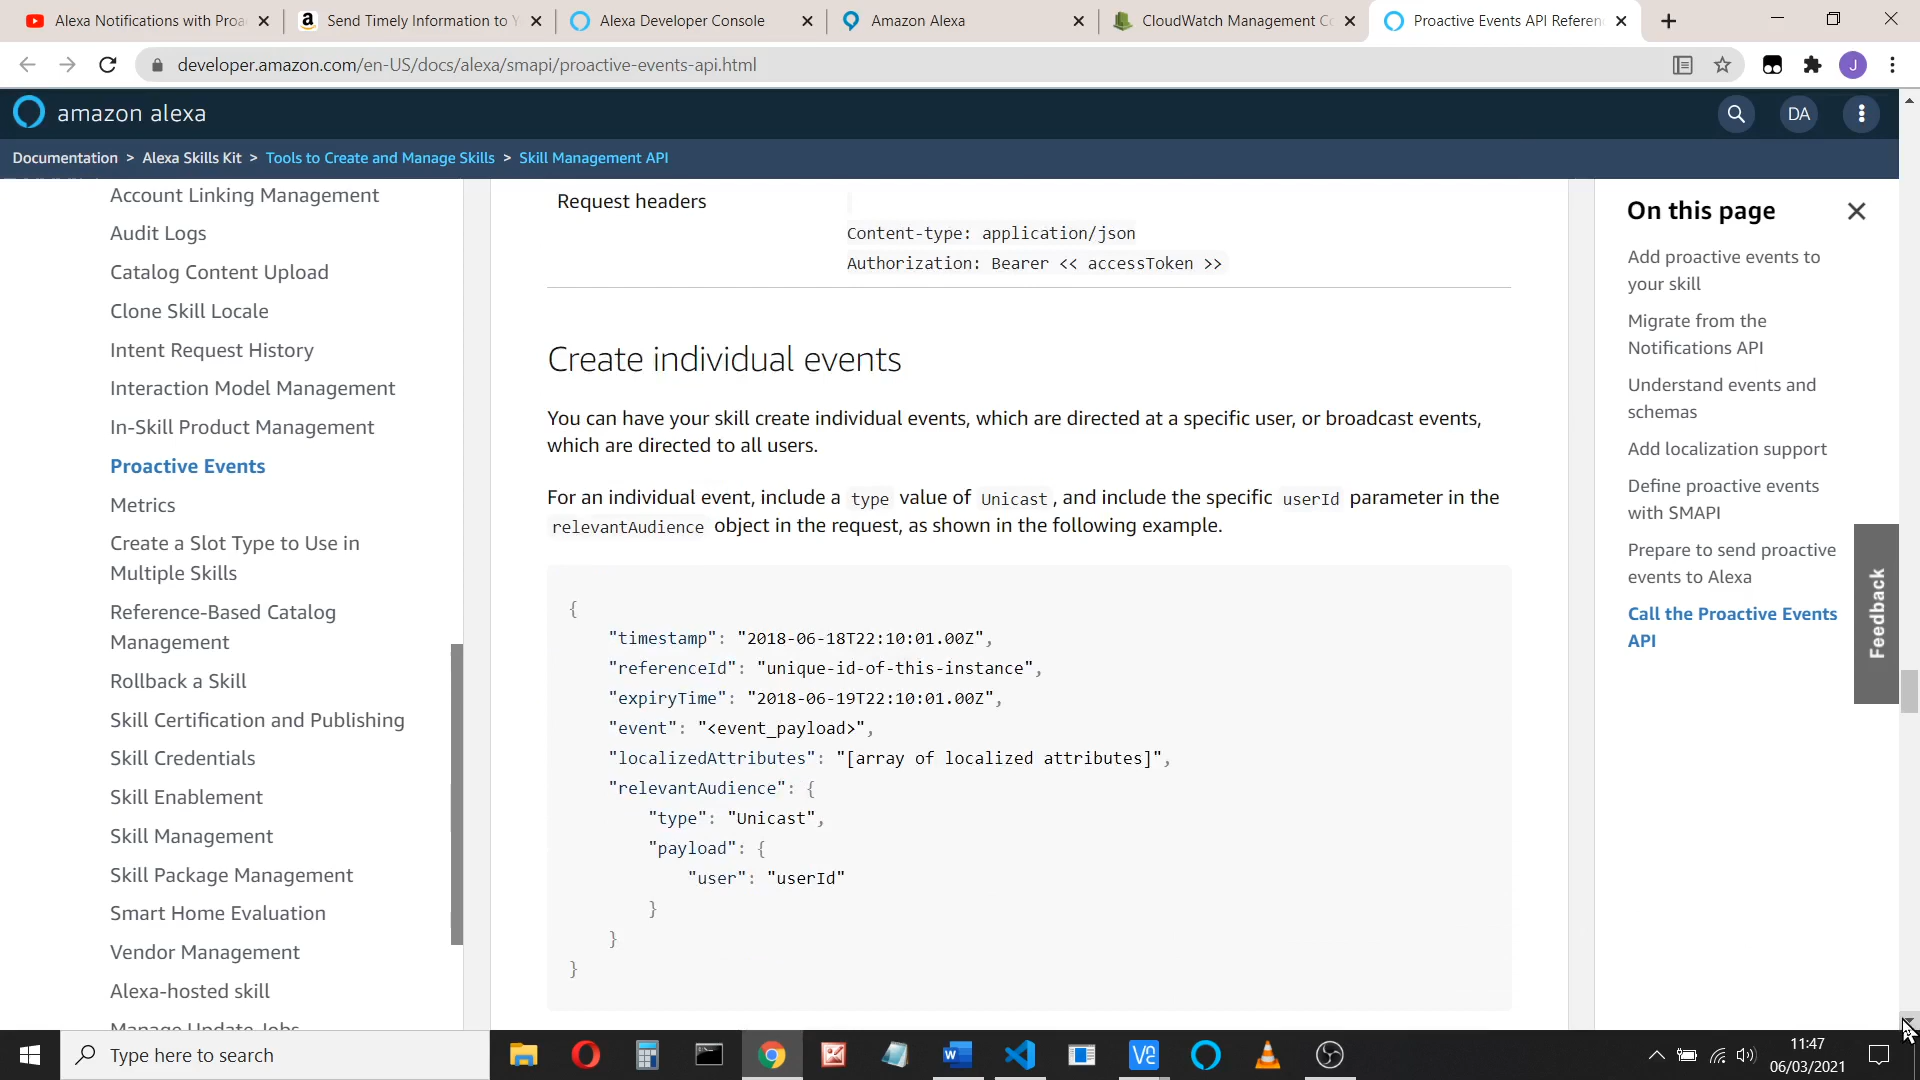 Alexa Notifications with Proa
Send Timely Information to Y
Alexa Developer Console
Amazon Alexa
CloudWatch Management Co
Proactive Events API Referen
developer.amazon.com/en-US/docs/alexa/smapi/proactive-events-api.html
J
amazon alexa
DA
Documentation > Alexa Skills Kit > Tools to Create and Manage Skills > Skill Management API
Account Linking Management
Audit Logs
Catalog Content Upload
Clone Skill Locale
Intent Request History
Interaction Model Management
In-Skill Product Management
Proactive Events
Metrics
Create a Slot Type to Use in
Multiple Skills
Reference-Based Catalog
Management
Rollback a Skill
Skill Certification and Publishing
Skill Credentials
Skill Enablement
Skill Management
Skill Package Management
Smart Home Evaluation
Vendor Management
Alexa-hosted skill
Manage Update Jobs
Request headers
Content-type: application/json
Authorization: Bearer << accessToken >>
Create individual events
You can have your skill create individual events, which are directed at a specific user, or broadcast events,
which are directed to all users.
For an individual event, include a type value of Unicast, and include the specific userId parameter in the
relevantAudience object in the request, as shown in the following example.
{
"timestamp": "2018-06-18T22:10:01.00Z",
"referenceId": "unique-id-of-this-instance",
"expiryTime": "2018-06-19T22:10:01.00Z",
"event": "<event_payload>",
"localizedAttributes": "[array of localized attributes]",
"relevantAudience": {
"type": "Unicast",
"payload": {
"user": "userId"
}
}
}
On this page
Add proactive events to
your skill
Migrate from the
Notifications API
Understand events and
schemas
Add localization support
Define proactive events
with SMAPI
Prepare to send proactive
events to Alexa
Call the Proactive Events
API
Feedback
Type here to search
11:47
06/03/2021